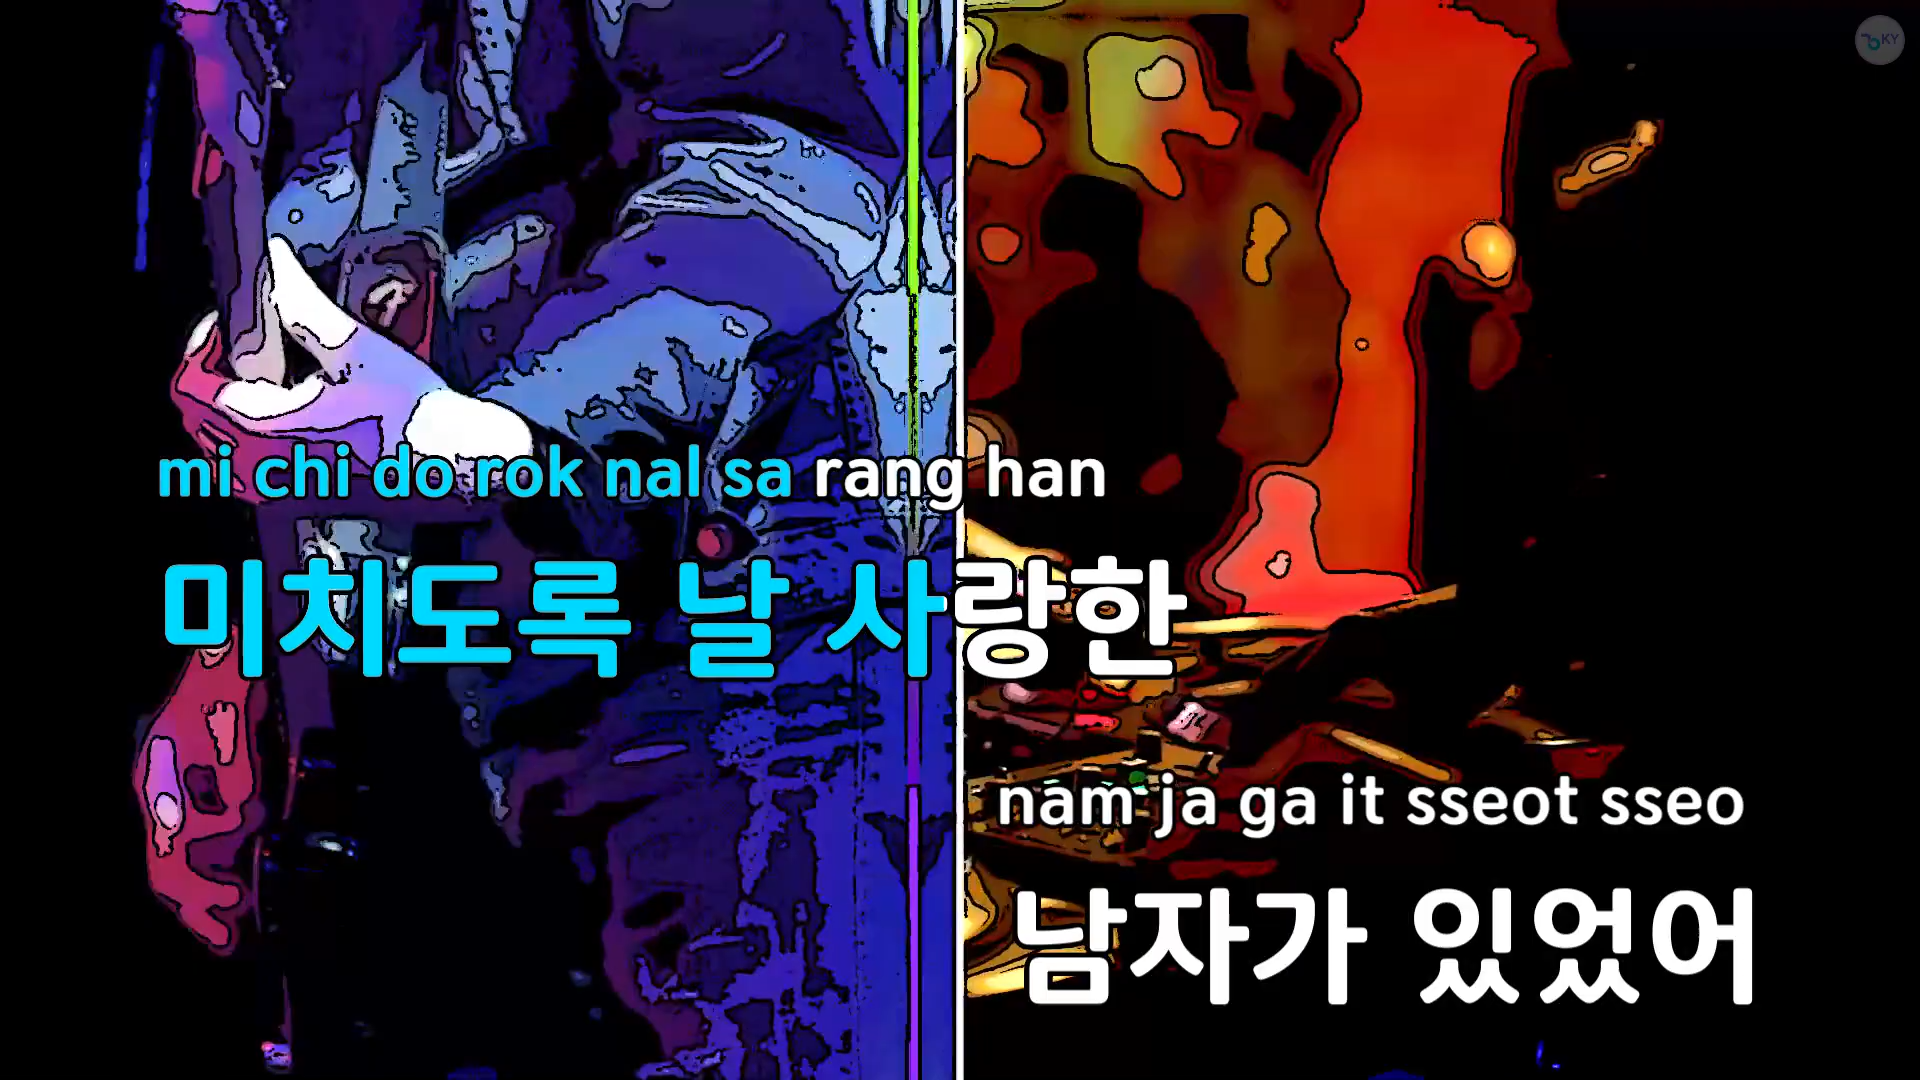 KY
mi chi do rok nal sa rang han
미치도록 날 사랑한
nam ja ga it sseot sseo
남자가 있었어